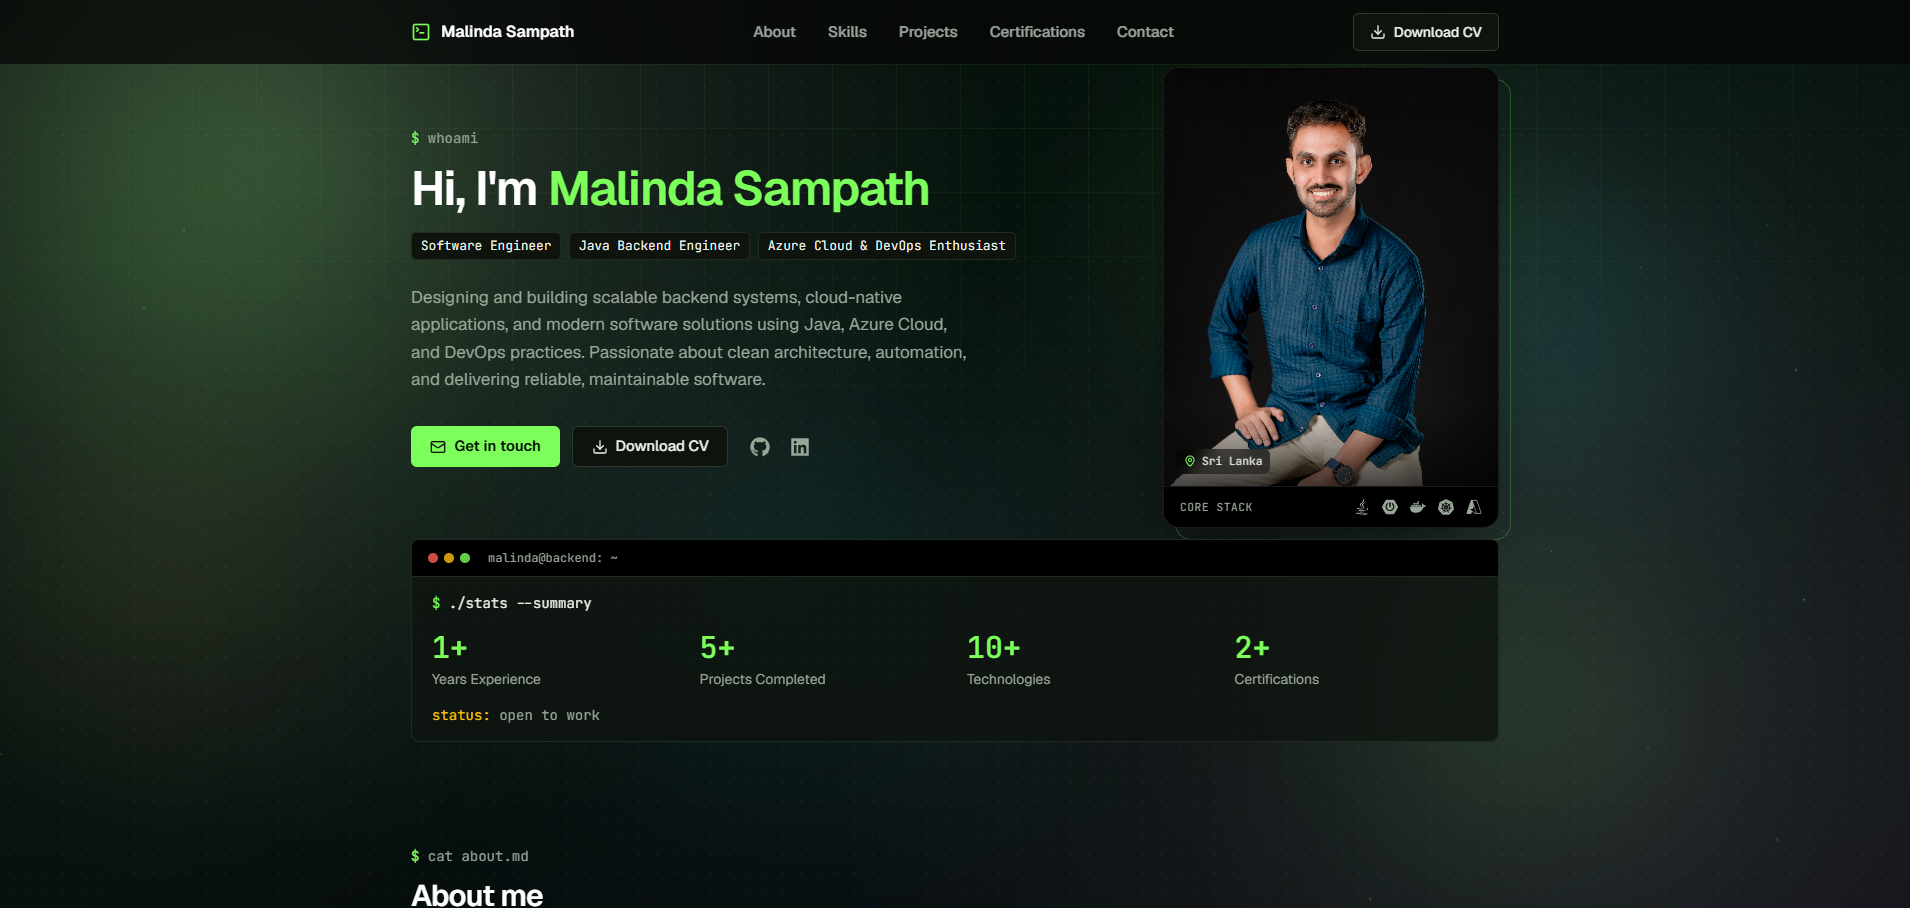 Malinda Sampath
About
Skills
Projects
Certifications
Contact
Download CV
$ whoami
Hi, I'm Malinda Sampath
Software Engineer
Java Backend Engineer
Azure Cloud & DevOps Enthusiast
Designing and building scalable backend systems, cloud-native
applications, and modern software solutions using Java, Azure Cloud,
and DevOps practices. Passionate about clean architecture, automation,
and delivering reliable, maintainable software.
Get in touch
Download CV
Sri Lanka
CORE STACK
malinda@backend: ~
$ ./stats --summary
1+
Years Experience
5+
Projects Completed
10+
Technologies
2+
Certifications
status: open to work
$ cat about.md
About me